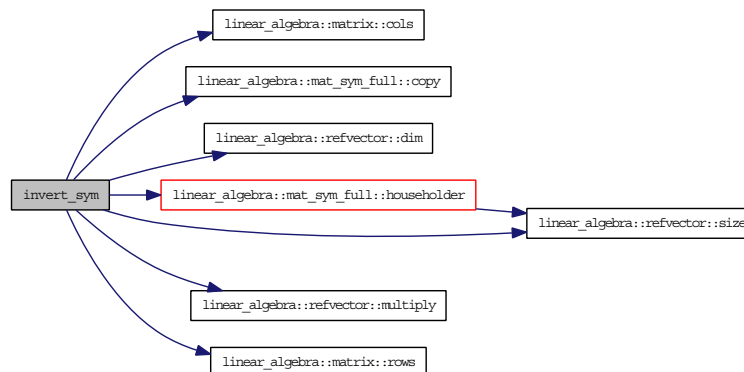 linear_algebra::matrix::cols
linear_algebra::mat_sym_full::copy
linear_algebra::refvector::dim
invert_sym
linear_algebra::mat_sym_full::householder
linear_algebra::refvector::size
linear_algebra::refvector::multiply
linear_algebra::matrix::rows